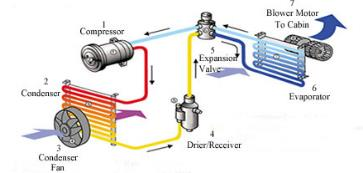 7
Blower Motor
To Cabin
1
Compressor
5
Expansion
Valve
2
Condenser
6
Evaporator
4
Drier/Receiver
3
Condenser
Fan